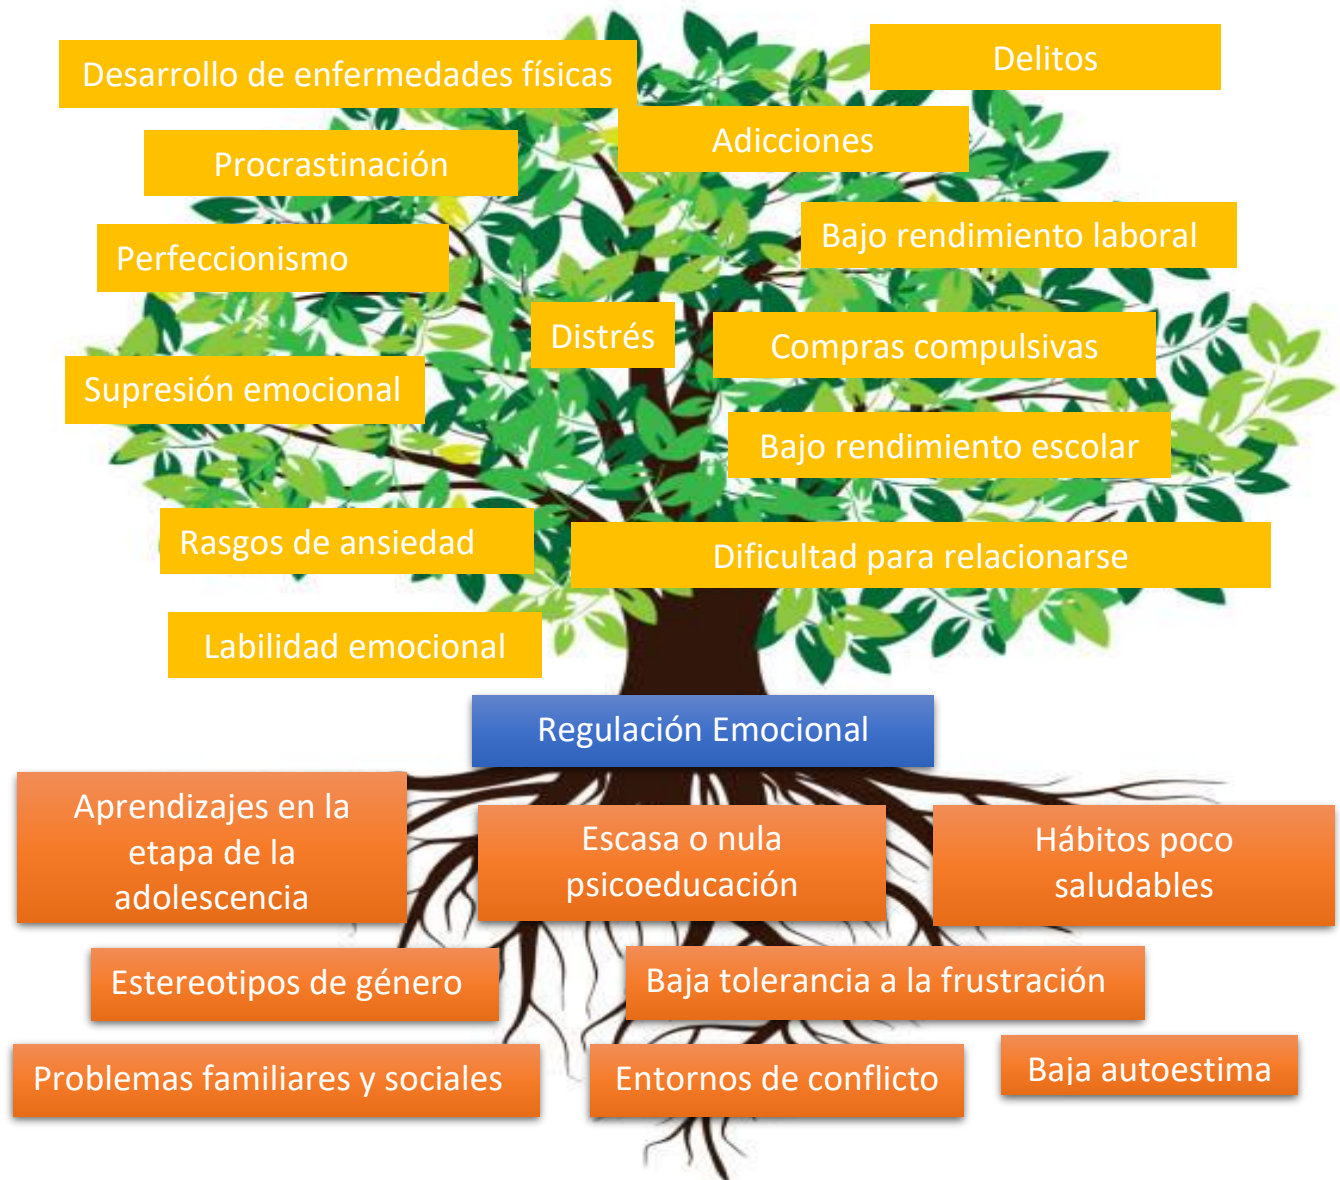 Desarrollo de enfermedades físicas
Delitos
Adicciones
Procrastinación
Bajo rendimiento laboral
Perfeccionismo
Distrés
Compras compulsivas
Supresión emocional
Bajo rendimiento escolar
Rasgos de ansiedad
Dificultad para relacionarse
Labilidad emocional
Regulación Emocional
Aprendizajes en la
etapa de la
adolescencia
Escasa o nula
psicoeducación
Hábitos poco
saludables
Estereotipos de género
Baja tolerancia a la frustración
Problemas familiares y sociales
Entornos de conflicto
Baja autoestima